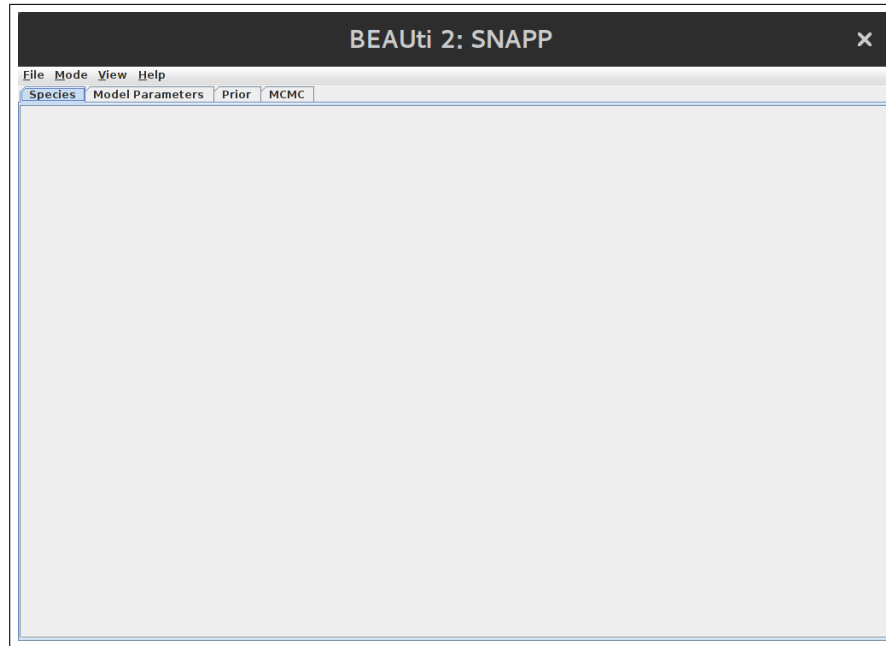 BEAUti 2: SNAPP ×
File Mode View Help
Species Model Parameters Prior MCMC